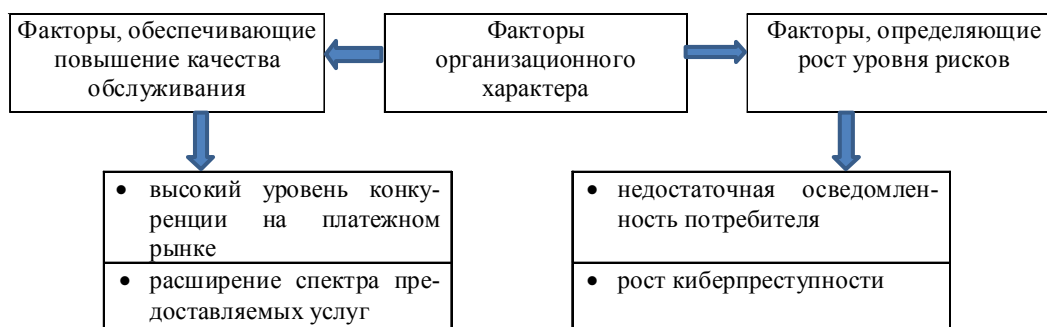 Факторы, обеспечивающие
повышение качества
обслуживания
Факторы
организационного
характера
Факторы, определяющие
рост уровня рисков
• высокий уровень конку-
ренции на платежном
рынке
• расширение спектра пре-
доставляемых услуг
• недостаточная осведомлен-
ность потребителя
• рост киберпреступности